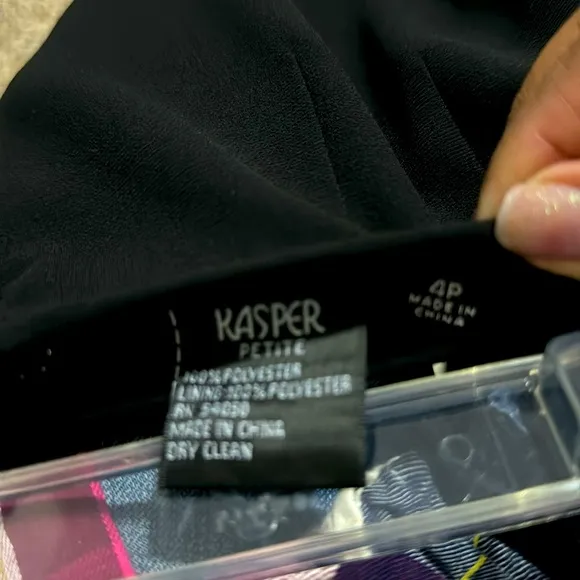 KASPER
PETITE
100% POLYESTER
LINING 100% POLYESTER
RN 54030
MADE IN CHINA
DRY CLEAN
4P
MADE IN
CHINA